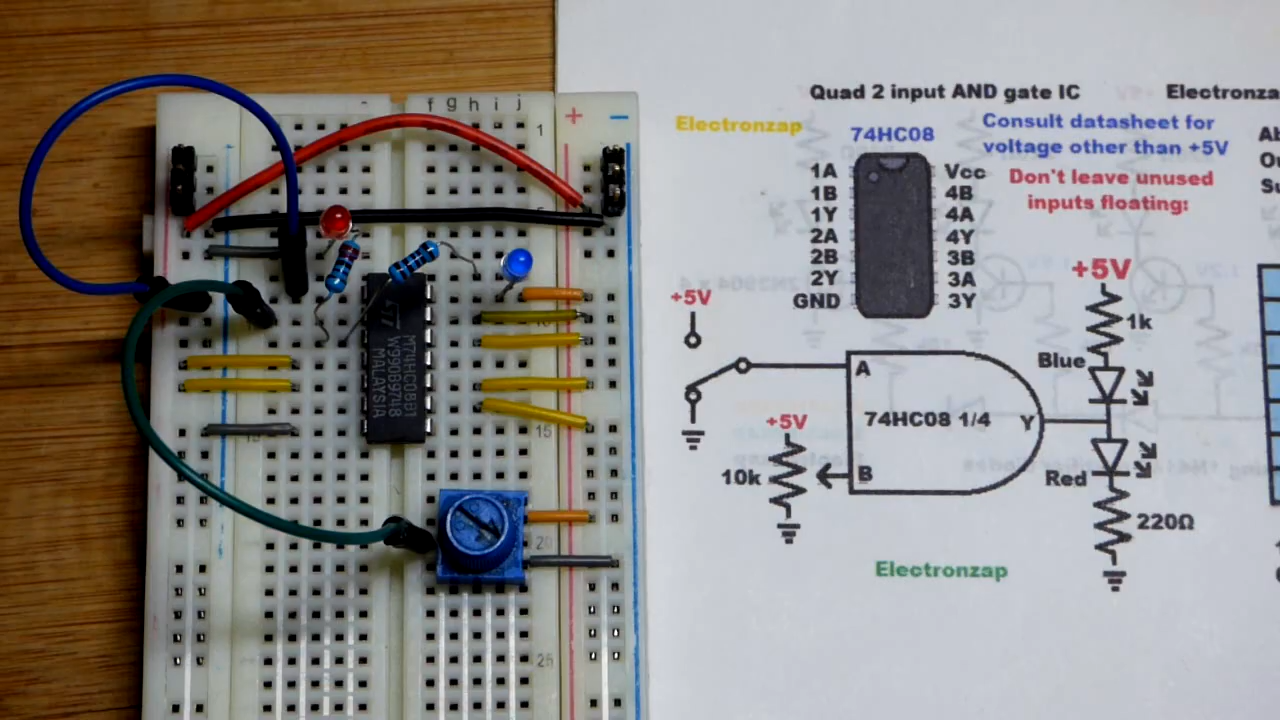 f g h i j
+ −
1
15
20
25
M74HC08B1
W990B9748
MALAYSIA
Quad 2 input AND gate IC
Electronza
Electronzap
74HC08
Consult datasheet for
voltage other than +5V
Don't leave unused
inputs floating:
1A
1B
1Y
2A
2B
2Y
GND
Vcc
4B
4A
4Y
3B
3A
3Y
+5V
A
B
74HC08 1/4
Y
+5V
10k
+5V
1k
Blue
Red
220Ω
Electronzap